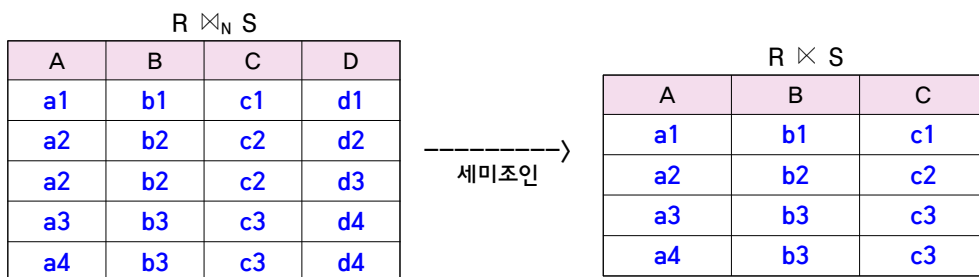 R ⋈N S
A B C D
a1 b1 c1 d1
a2 b2 c2 d2
a2 b2 c2 d3
a3 b3 c3 d4
a4 b3 c3 d4
세미조인
R ⋉ S
A B C
a1 b1 c1
a2 b2 c2
a3 b3 c3
a4 b3 c3